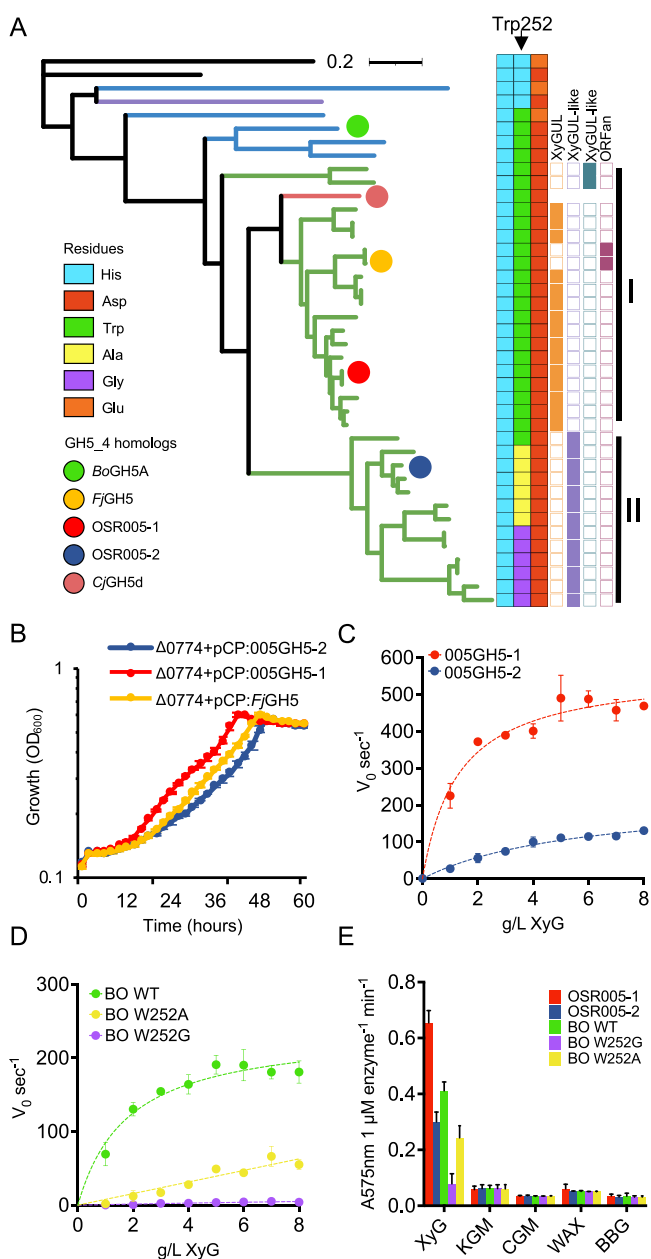 A
Trp252
0.2
XyGUL
XyGUL-like
XyGUL-like
ORFan
Residues
His
Asp
Trp
Ala
Gly
Glu
I
II
GH5_4 homologs
BoGH5A
FjGH5
OSR005-1
OSR005-2
CjGH5d
B
Δ0774+pCP:005GH5-2
Δ0774+pCP:005GH5-1
Δ0774+pCP:FjGH5
Growth (OD600)
1
0.1
0 12 24 36 48 60
Time (hours)
C
005GH5-1
005GH5-2
V0 sec-1
600
500
400
300
200
100
0
0 2 4 6 8
g/L XyG
D
BO WT
BO W252A
BO W252G
V0 sec-1
300
200
100
0
0 2 4 6 8
g/L XyG
E
OSR005-1
OSR005-2
BO WT
BO W252G
BO W252A
A575nm 1 µM enzyme-1 min-1
0.8
0.6
0.4
0.2
0.0
XyG
KGM
CGM
WAX
BBG